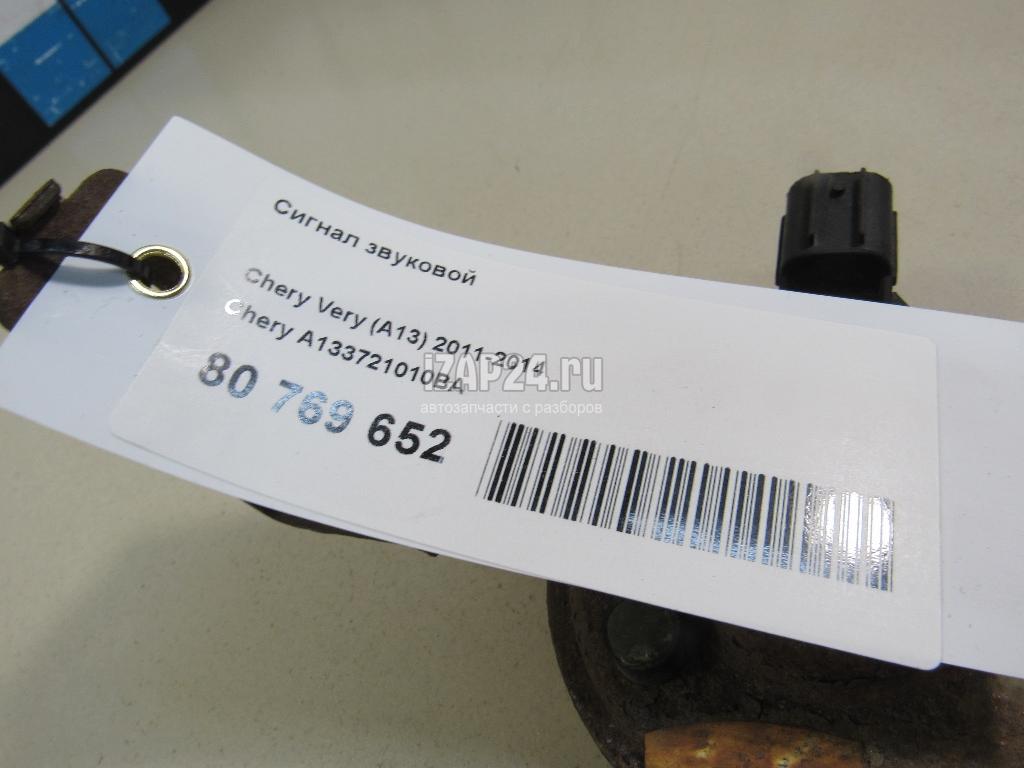 Сигнал звуковой
Chery Very (A13) 2011-2014
Chery A133721010BA
80 769 652
iZAP24.ru
автозапчасти с разборов